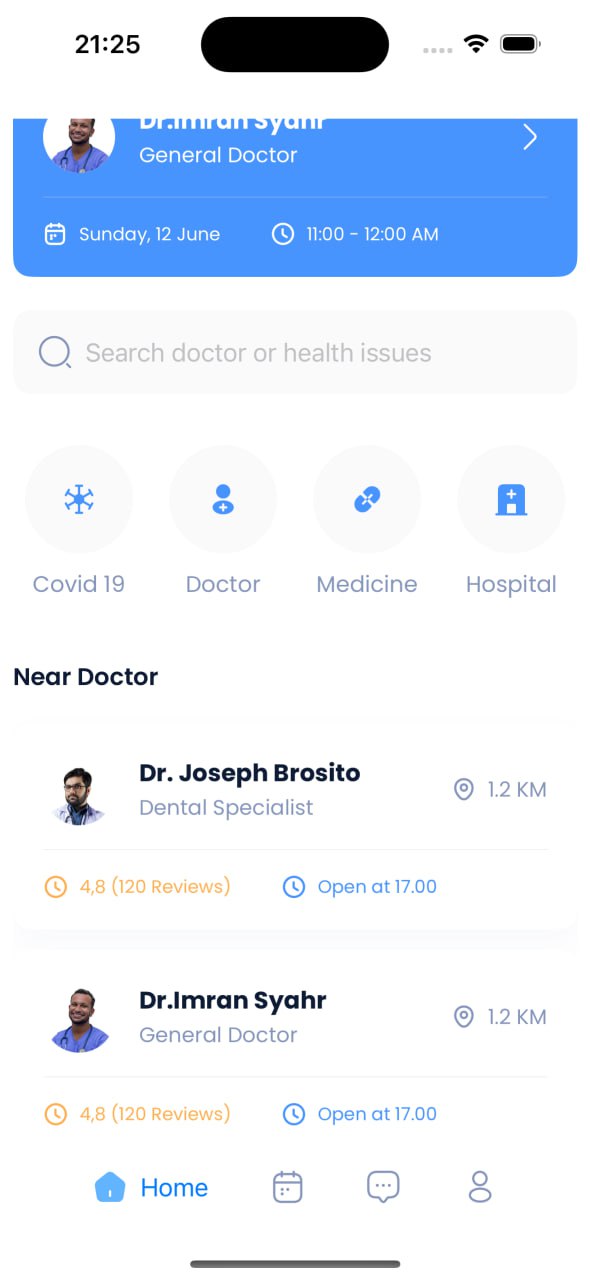 21:25
Dr.Imran Syahr
General Doctor
Sunday, 12 June
11:00 - 12:00 AM
Search doctor or health issues
Covid 19
Doctor
Medicine
Hospital
Near Doctor
Dr. Joseph Brosito
Dental Specialist
1.2 KM
4,8 (120 Reviews)
Open at 17.00
Dr.Imran Syahr
General Doctor
1.2 KM
4,8 (120 Reviews)
Open at 17.00
Home